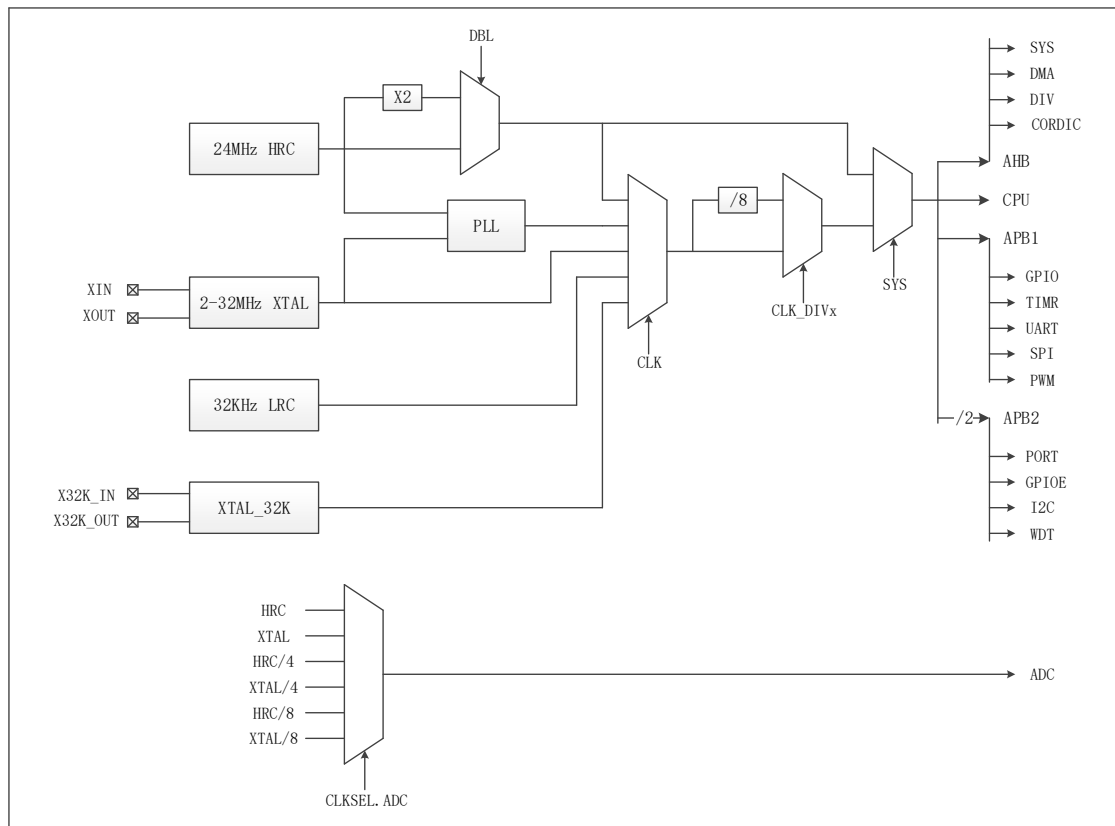 DBL
X2
24MHz HRC
PLL
XIN
XOUT
2-32MHz XTAL
32KHz LRC
X32K_IN
X32K_OUT
XTAL_32K
CLK
/8
CLK_DIVx
SYS
SYS
DMA
DIV
CORDIC
AHB
CPU
APB1
GPIO
TIMR
UART
SPI
PWM
/2
APB2
PORT
GPIOE
I2C
WDT
HRC
XTAL
HRC/4
XTAL/4
HRC/8
XTAL/8
CLKSEL.ADC
ADC